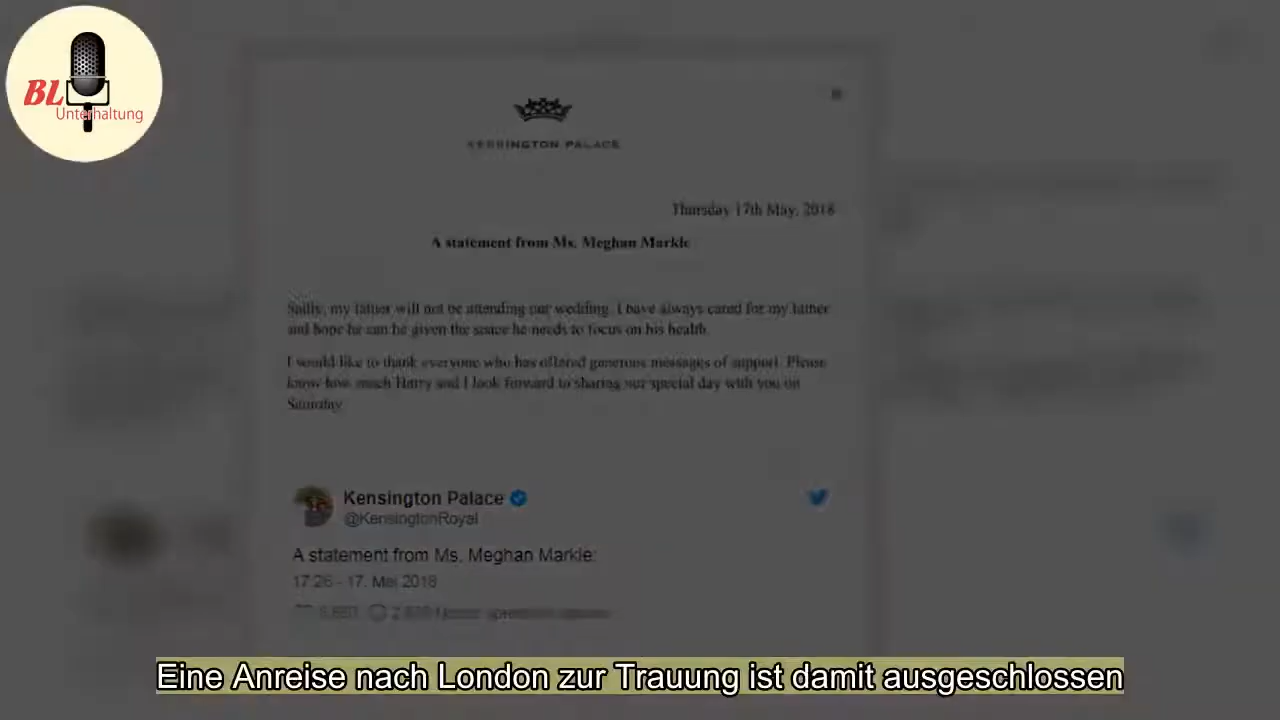 BL
Unterhaltung
KENSINGTON PALACE
Thursday 17th May, 2018
A statement from Ms. Meghan Markle
Sadly, my father will not be attending our wedding. I have always cared for my father
and hope he can be given the space he needs to focus on his health.
I would like to thank everyone who has offered generous messages of support. Please
know how much Harry and I look forward to sharing our special day with you on
Saturday.
Kensington Palace
@KensingtonRoyal
A statement from Ms. Meghan Markle:
17:26 - 17. Mai 2018
Eine Anreise nach London zur Trauung ist damit ausgeschlossen